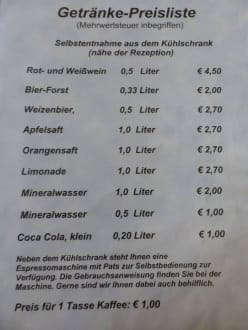 Getränke-Preisliste
(Mehrwertsteuer inbegriffen)
Selbstentnahme aus dem Kühlschrank
(nähe der Rezeption)
Rot- und Weißwein 0,5 Liter € 4,50
Bier-Forst 0,33 Liter € 2,00
Weizenbier, 0,5 Liter € 2,70
Apfelsaft 1,0 Liter € 2,70
Orangensaft 1,0 Liter € 2,70
Limonade 1,0 Liter € 2,70
Mineralwasser 1,0 Liter € 2,00
Mineralwasser 0,5 Liter € 1,00
Coca Cola, klein 0,20 Liter € 1,00
Neben dem Kühlschrank steht Ihnen eine
Espressomaschine mit Pats zur Selbstbedienung zur
Verfügung. Die Gebrauchsanweisung finden Sie bei der
Maschine. Gerne sind wir Ihnen dabei auch behilflich.
Preis für 1 Tasse Kaffee: € 1,00